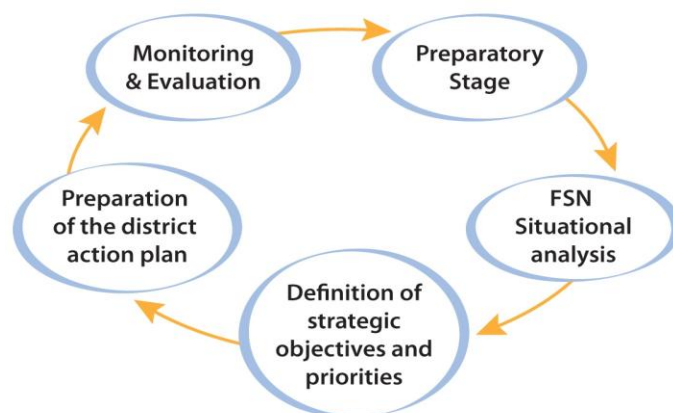 Monitoring
& Evaluation
Preparatory
Stage
FSN
Situational
analysis
Definition of
strategic
objectives and
priorities
Preparation
of the district
action plan